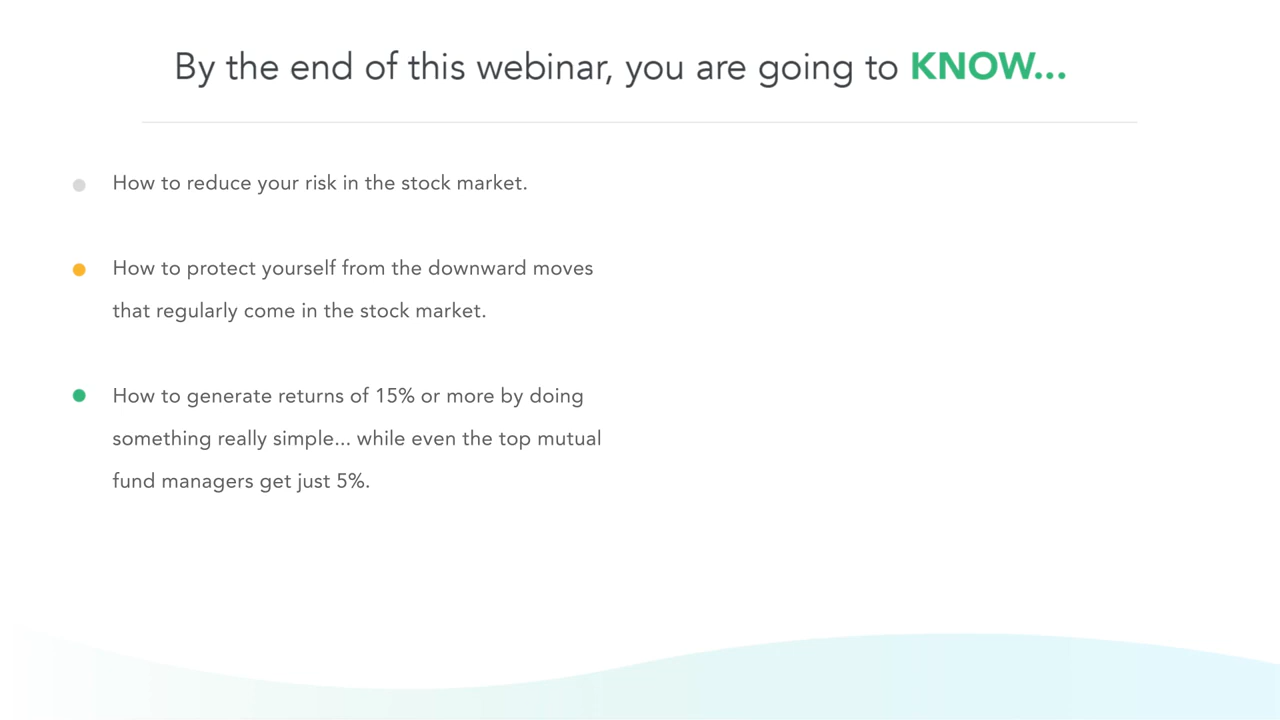 By the end of this webinar, you are going to KNOW...
How to reduce your risk in the stock market.
How to protect yourself from the downward moves
that regularly come in the stock market.
How to generate returns of 15% or more by doing
something really simple... while even the top mutual
fund managers get just 5%.